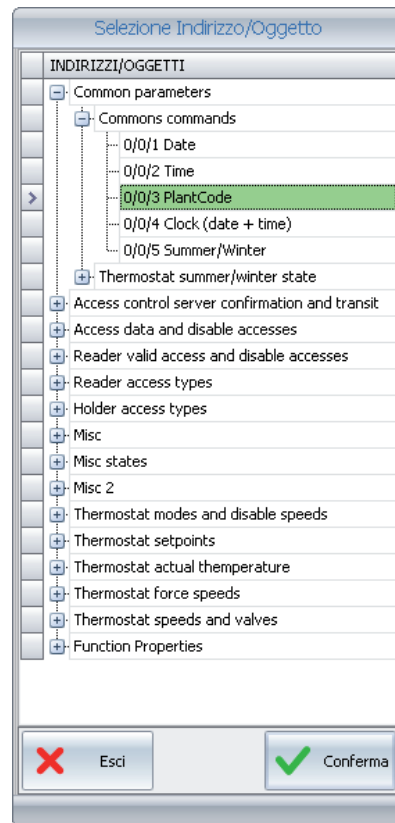 Selezione Indirizzo/Oggetto
INDIRIZZI/OGGETTI
Common parameters
Commons commands
0/0/1 Date
0/0/2 Time
0/0/3 PlantCode
0/0/4 Clock (date + time)
0/0/5 Summer/Winter
Thermostat summer/winter state
Access control server confirmation and transit
Access data and disable accesses
Reader valid access and disable accesses
Reader access types
Holder access types
Misc
Misc states
Misc 2
Thermostat modes and disable speeds
Thermostat setpoints
Thermostat actual themperature
Thermostat force speeds
Thermostat speeds and valves
Function Properties
Esci Conferma